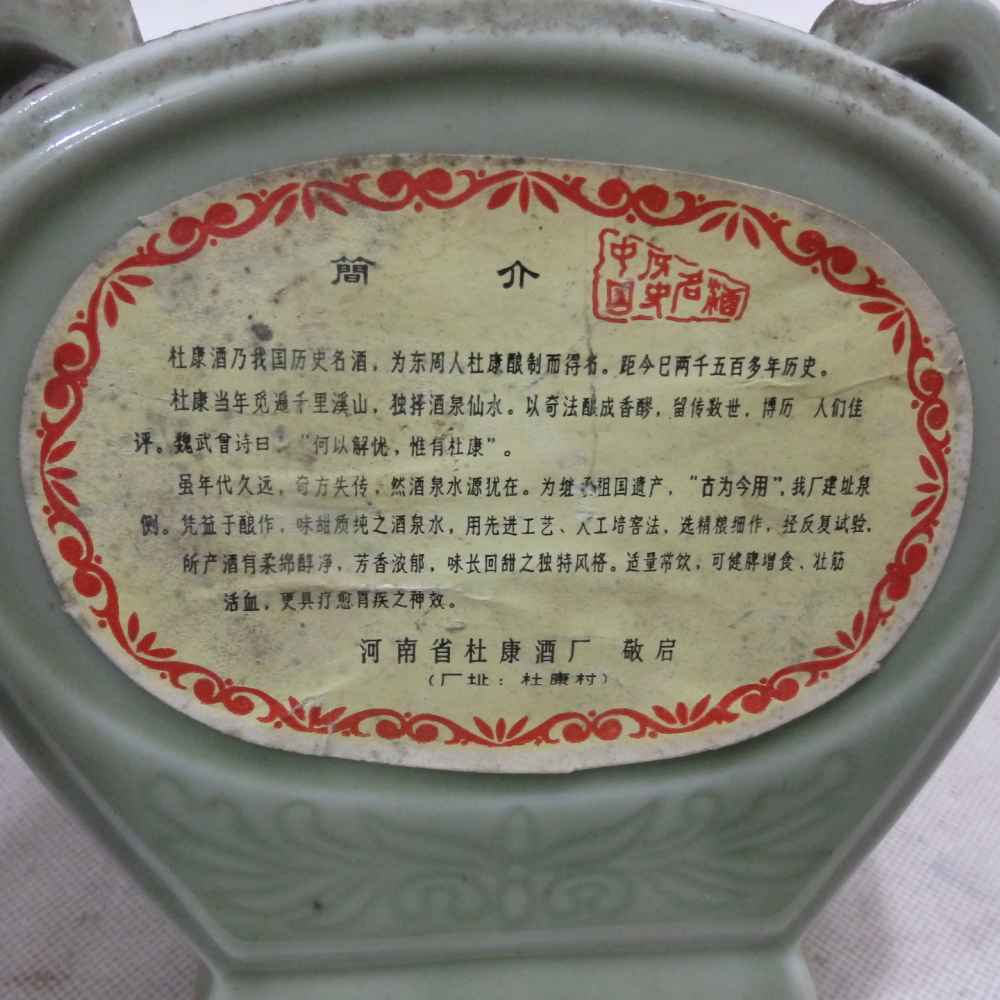 簡 介
中国历史名酒
杜康酒乃我国历史名酒，为东周人杜康酿制而得名。距今已两千五百多年历史。
杜康当年觅遍千里溪山，独择酒泉仙水。以奇法酿成香醪，留传数世，博历 人们佳
评。魏武曾诗曰：“何以解忧，惟有杜康”。
虽年代久远，奇方失传，然酒泉水源犹在。为继承祖国遗产，“古为今用”，我厂建址泉
侧。凭益于酿作，味甜质纯之酒泉水，用先进工艺、人工培窖法、选精粮细作，经反复试验，
所产酒有柔绵醇净，芳香浓郁，味长回甜之独特风格。适量常饮，可健脾增食、壮筋
活血，更具疗愈胃疾之神效。
河南省杜康酒厂 敬启
（厂址：杜康村）